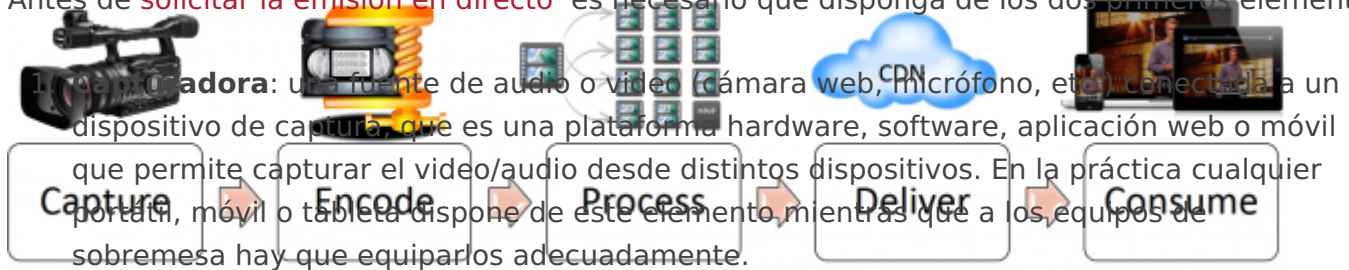 Antes de solicitar la emisión en directo es necesario que disponga de los dos primeros element
1. Capturadora: una fuente de audio o video (cámara web, micrófono, etc.) conectada a un
dispositivo de captura, que es una plataforma hardware, software, aplicación web o móvil
que permite capturar el video/audio desde distintos dispositivos. En la práctica cualquier
portátil, móvil o tableta dispone de este elemento mientras que a los equipos de
sobremesa hay que equiparlos adecuadamente.
CDN
Capture
Encode
Process
Deliver
Consume